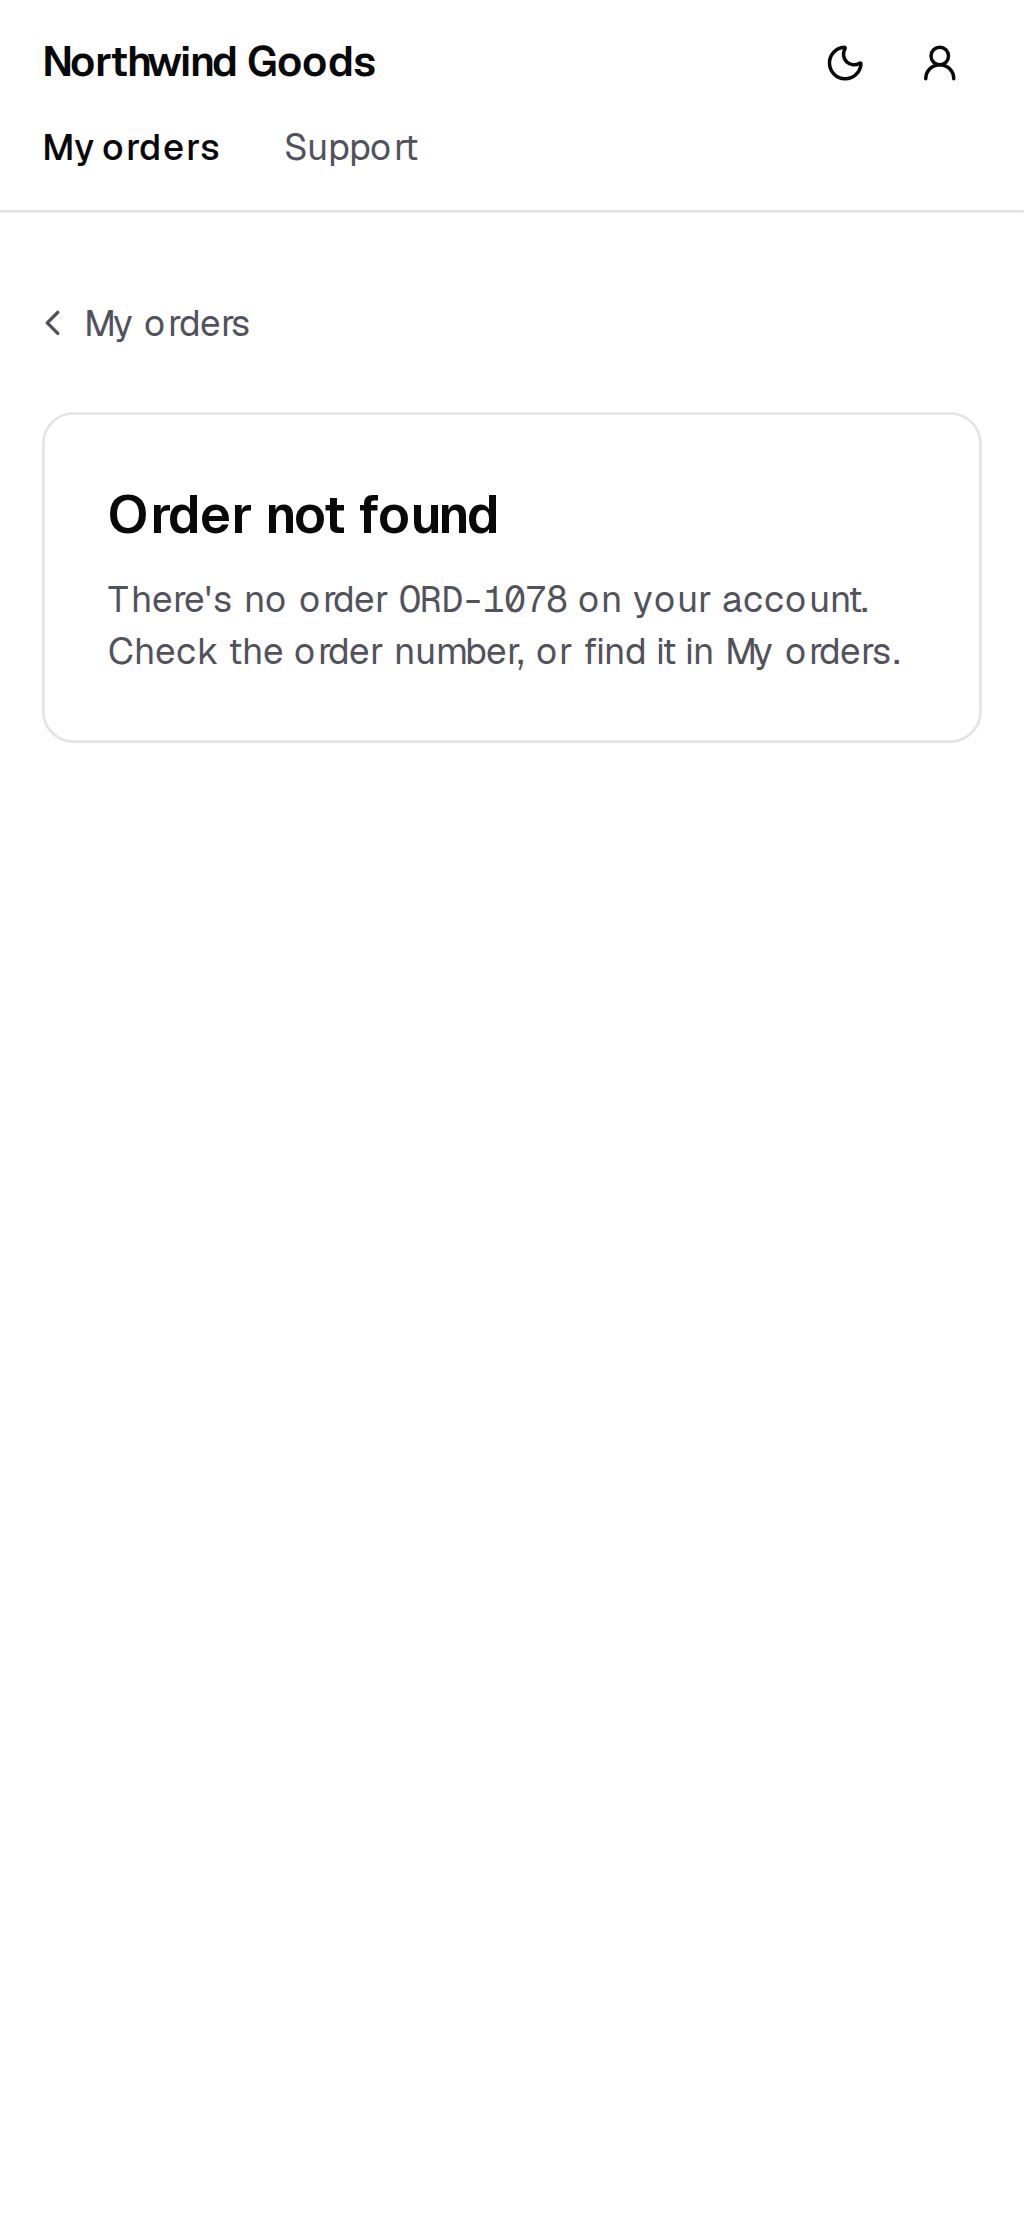 Northwind Goods
My orders Support
My orders
Order not found
There's no order ORD-1078 on your account.
Check the order number, or find it in My orders.